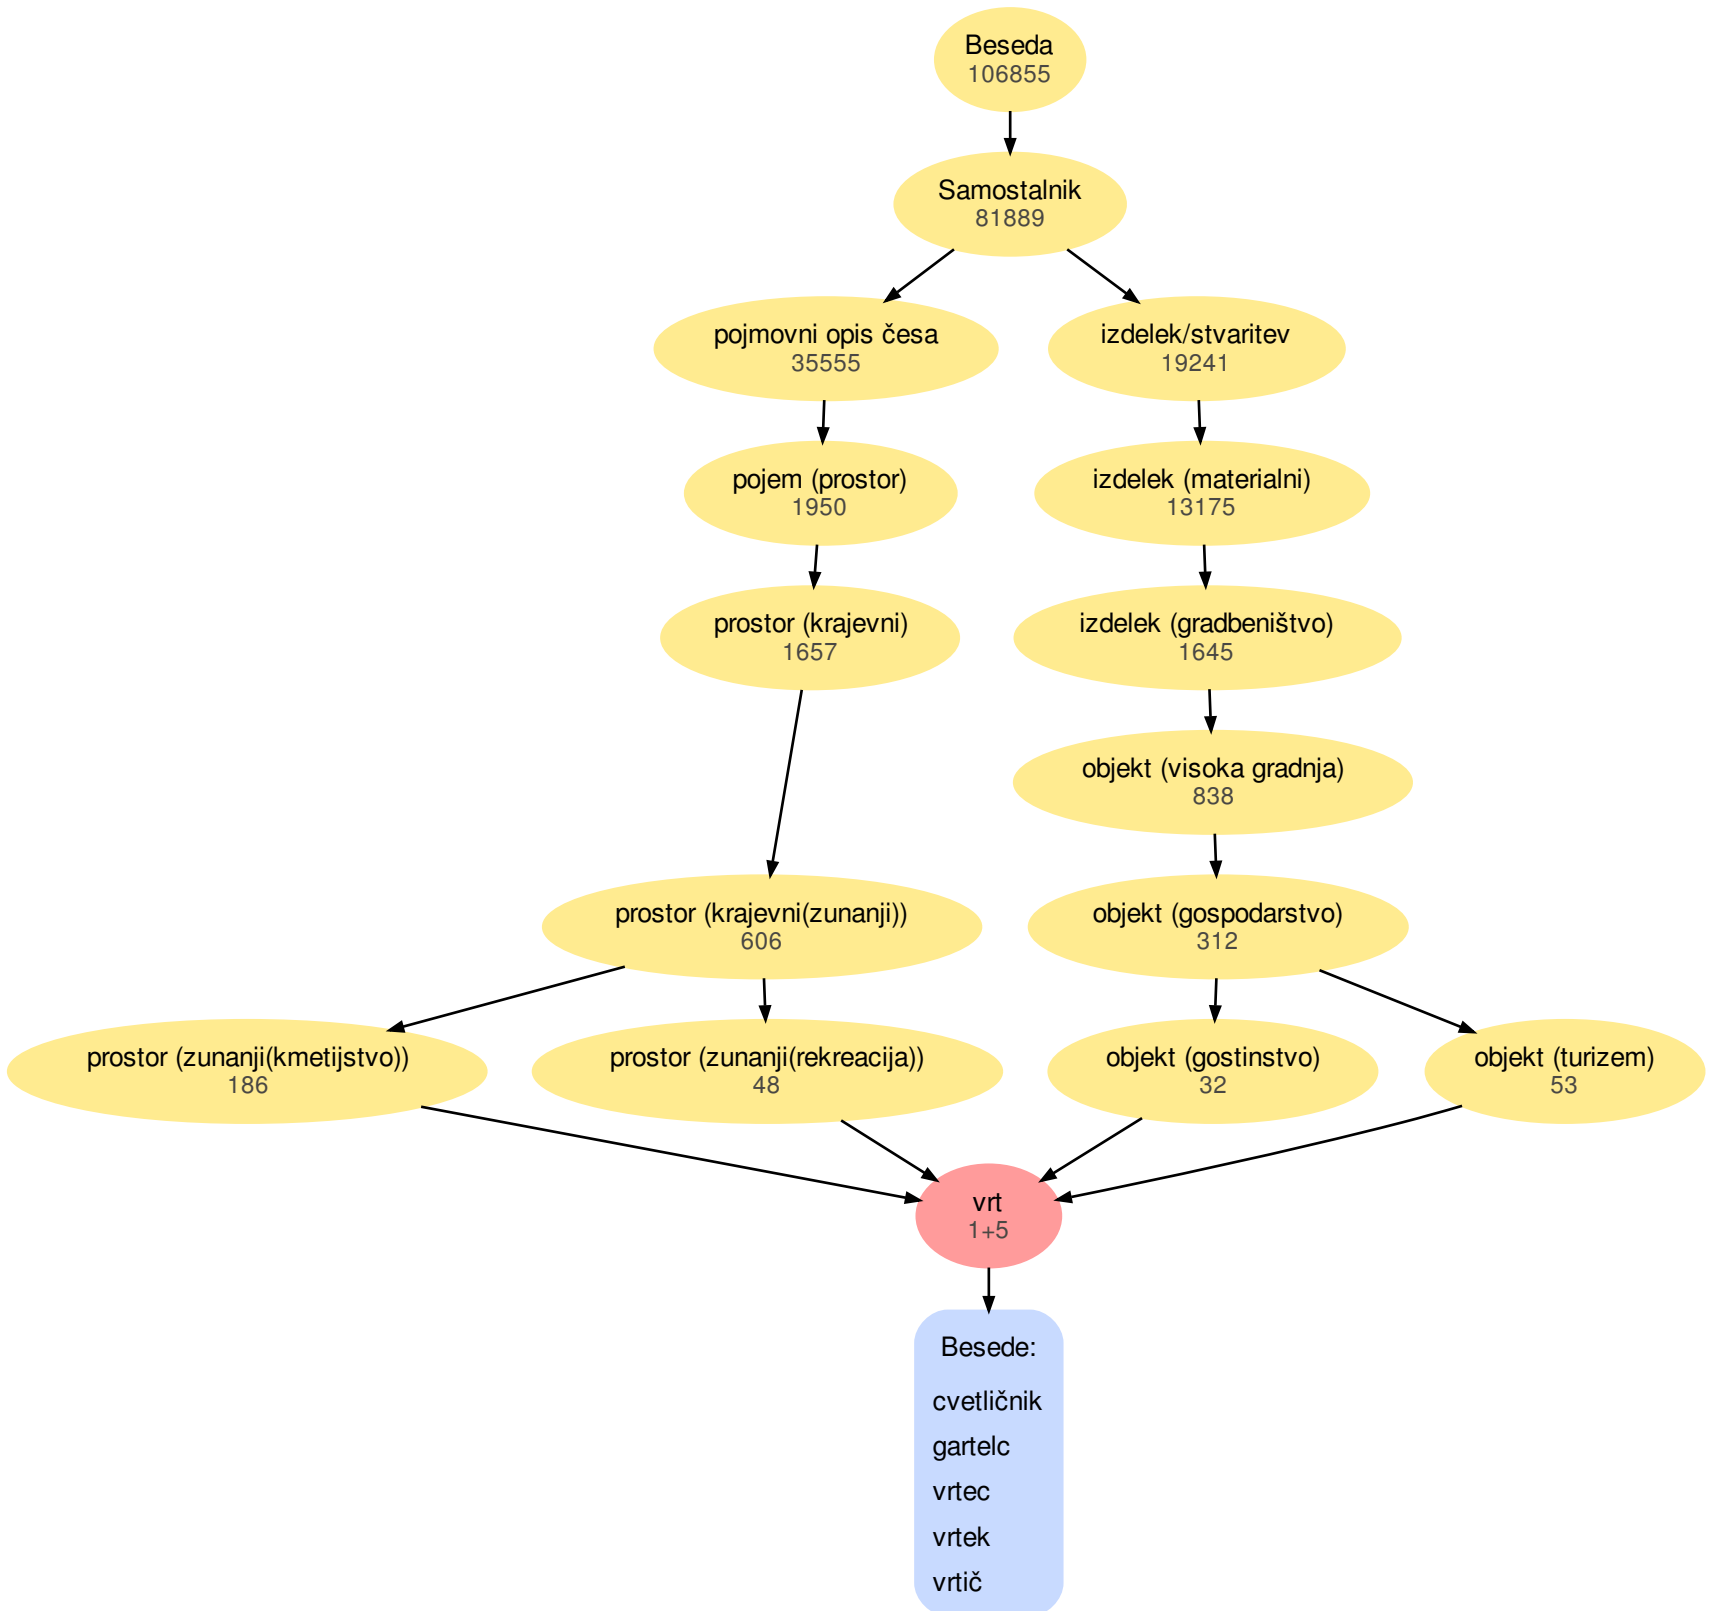 Beseda
106855
Samostalnik
81889
pojmovni opis česa
35555
izdelek/stvaritev
19241
pojem (prostor)
1950
izdelek (materialni)
13175
prostor (krajevni)
1657
izdelek (gradbeništvo)
1645
objekt (visoka gradnja)
838
prostor (krajevni(zunanji))
606
objekt (gospodarstvo)
312
prostor (zunanji(kmetijstvo))
186
prostor (zunanji(rekreacija))
48
objekt (gostinstvo)
32
objekt (turizem)
53
vrt
1+5
Besede:
cvetličnik
gartelc
vrtec
vrtek
vrtič